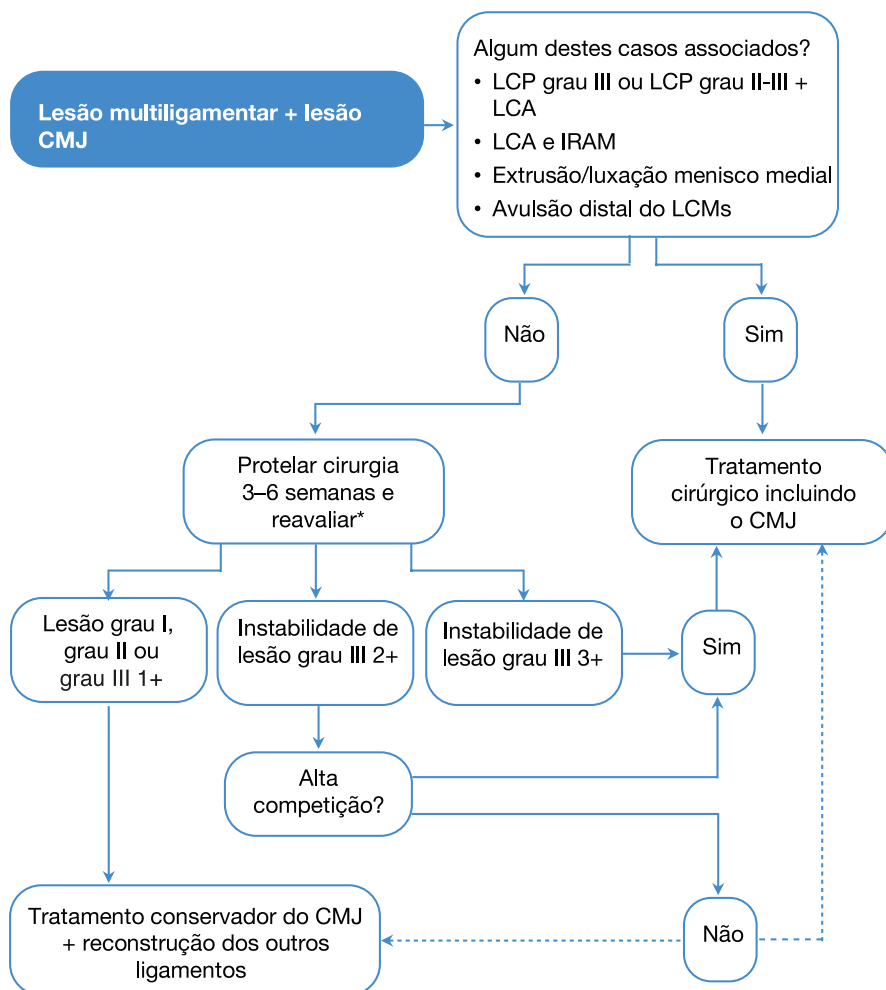 Lesão multiligamentar + lesão
CMJ
Algum destes casos associados?
• LCP grau III ou LCP grau II-III +
LCA
• LCA e IRAM
• Extrusão/luxação menisco medial
• Avulsão distal do LCMs
Não
Sim
Protelar cirurgia
3–6 semanas e
reavaliar*
Tratamento
cirúrgico incluindo
o CMJ
Lesão grau I,
grau II ou
grau III 1+
Instabilidade de
lesão grau III 2+
Instabilidade de
lesão grau III 3+
Sim
Alta
competição?
Tratamento conservador do CMJ
+ reconstrução dos outros
ligamentos
Não